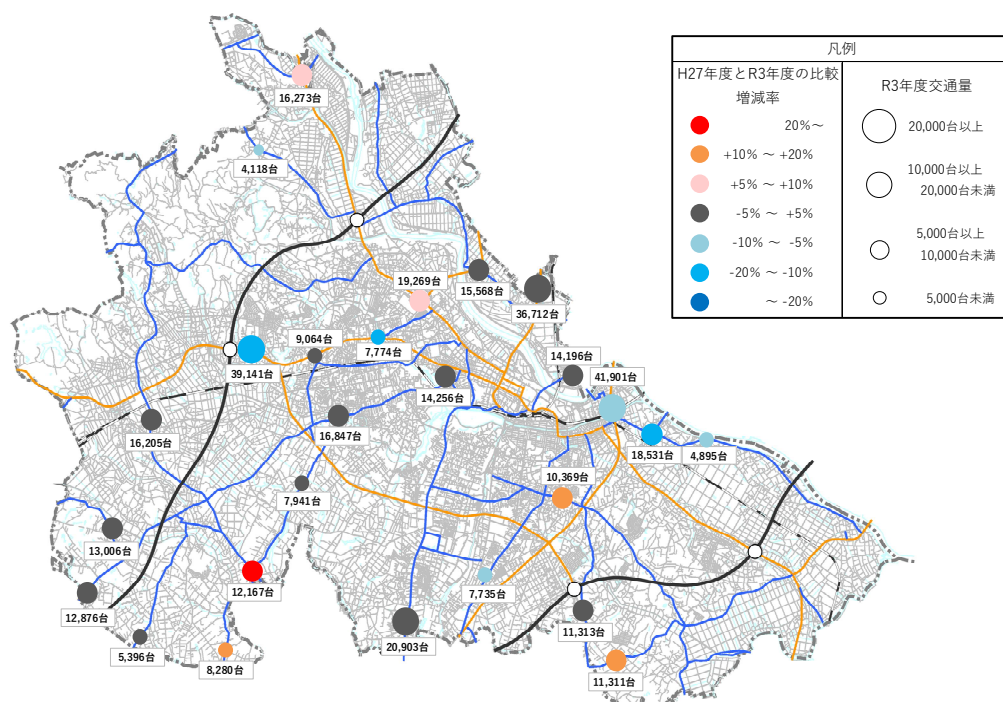 凡例
H27年度とR3年度の比較
増減率
20%～
+10% ～ +20%
+5% ～ +10%
-5% ～ +5%
-10% ～ -5%
-20% ～ -10%
～ -20%
R3年度交通量
20,000台以上
10,000台以上
20,000台未満
5,000台以上
10,000台未満
5,000台未満
16,273台
4,118台
19,269台
15,568台
36,712台
9,064台
7,774台
14,196台
41,901台
39,141台
14,256台
16,205台
16,847台
18,531台
4,895台
10,369台
7,941台
13,006台
12,167台
7,735台
12,876台
11,313台
5,396台
20,903台
8,280台
11,311台